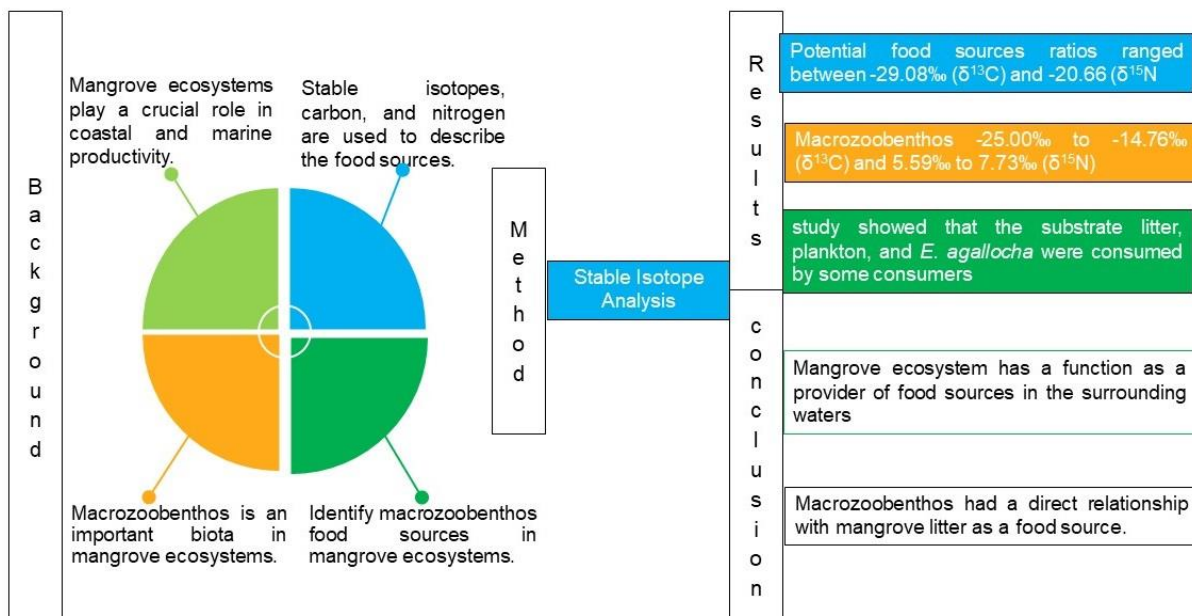 Background
Mangrove ecosystems
play a crucial role in
coastal and marine
productivity.
Stable isotopes,
carbon, and nitrogen
are used to describe
the food sources.
Macrozoobenthos is an
important biota in
mangrove ecosystems.
Identify macrozoobenthos
food sources in
mangrove ecosystems.
Method
Stable Isotope
Analysis
Results
Potential food sources ratios ranged
between -29.08‰ (δ¹³C) and -20.66 (δ¹⁵N
Macrozoobenthos -25.00‰ to -14.76‰
(δ¹³C) and 5.59‰ to 7.73‰ (δ¹⁵N)
study showed that the substrate litter,
plankton, and E. agallocha were consumed
by some consumers
conclusion
Mangrove ecosystem has a function as a
provider of food sources in the surrounding
waters
Macrozoobenthos had a direct relationship
with mangrove litter as a food source.